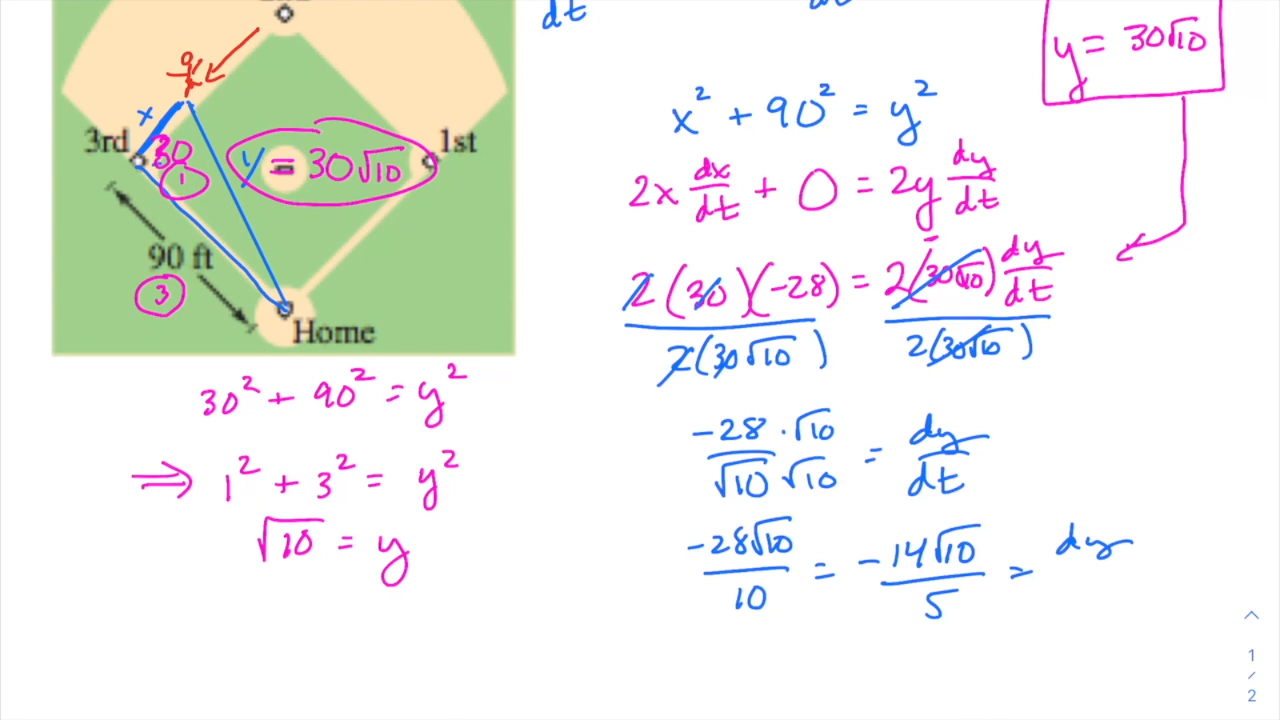 dt
y = 30√10
x² + 90² = y²
x
3rd
30
1
y = 30√10
1st
2x dx/dt + 0 = 2y dy/dt
90 ft
3
2(30)(-28) = 2(30√10) dy/dt
2(30√10) 2(30√10)
Home
30² + 90² = y²
-28 · √10 / √10 √10 = dy/dt
⇒ 1² + 3² = y²
√10 = y
-28√10 / 10 = -14√10 / 5 = dy
1
/
2